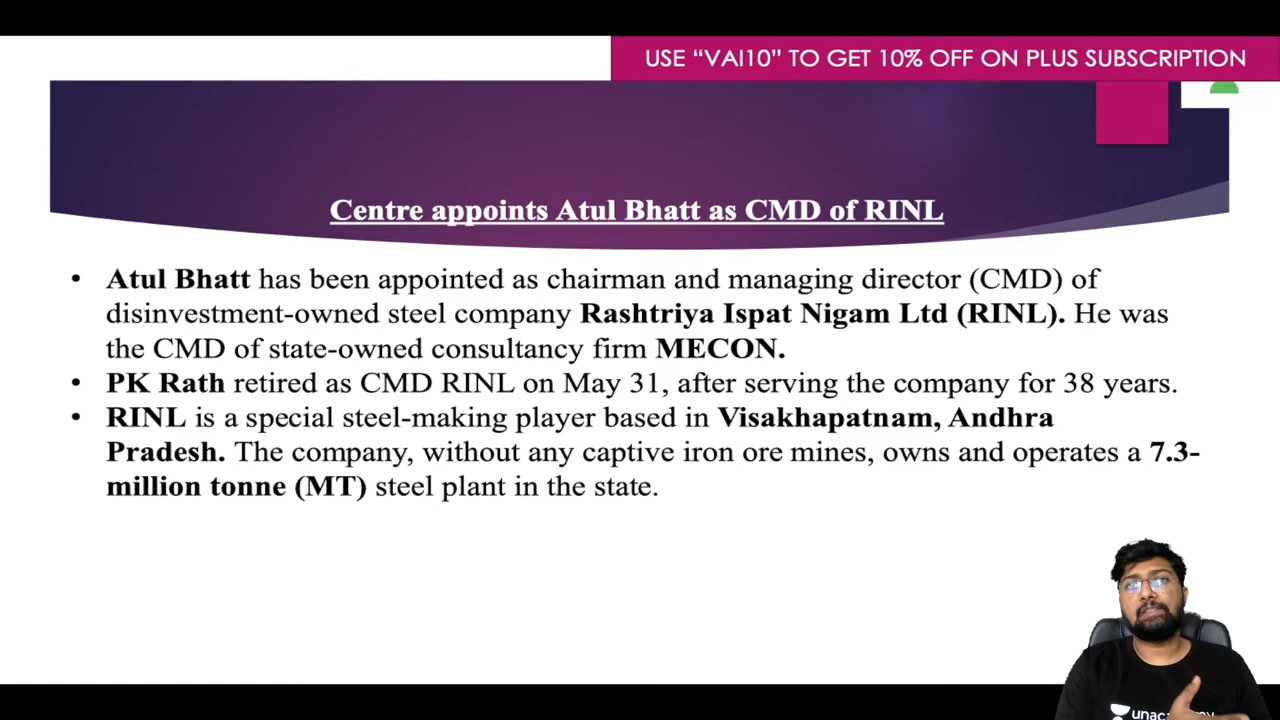 USE “VAI10” TO GET 10% OFF ON PLUS SUBSCRIPTION
Centre appoints Atul Bhatt as CMD of RINL
• Atul Bhatt has been appointed as chairman and managing director (CMD) of
disinvestment-owned steel company Rashtriya Ispat Nigam Ltd (RINL). He was
the CMD of state-owned consultancy firm MECON.
• PK Rath retired as CMD RINL on May 31, after serving the company for 38 years.
• RINL is a special steel-making player based in Visakhapatnam, Andhra
Pradesh. The company, without any captive iron ore mines, owns and operates a 7.3-
million tonne (MT) steel plant in the state.